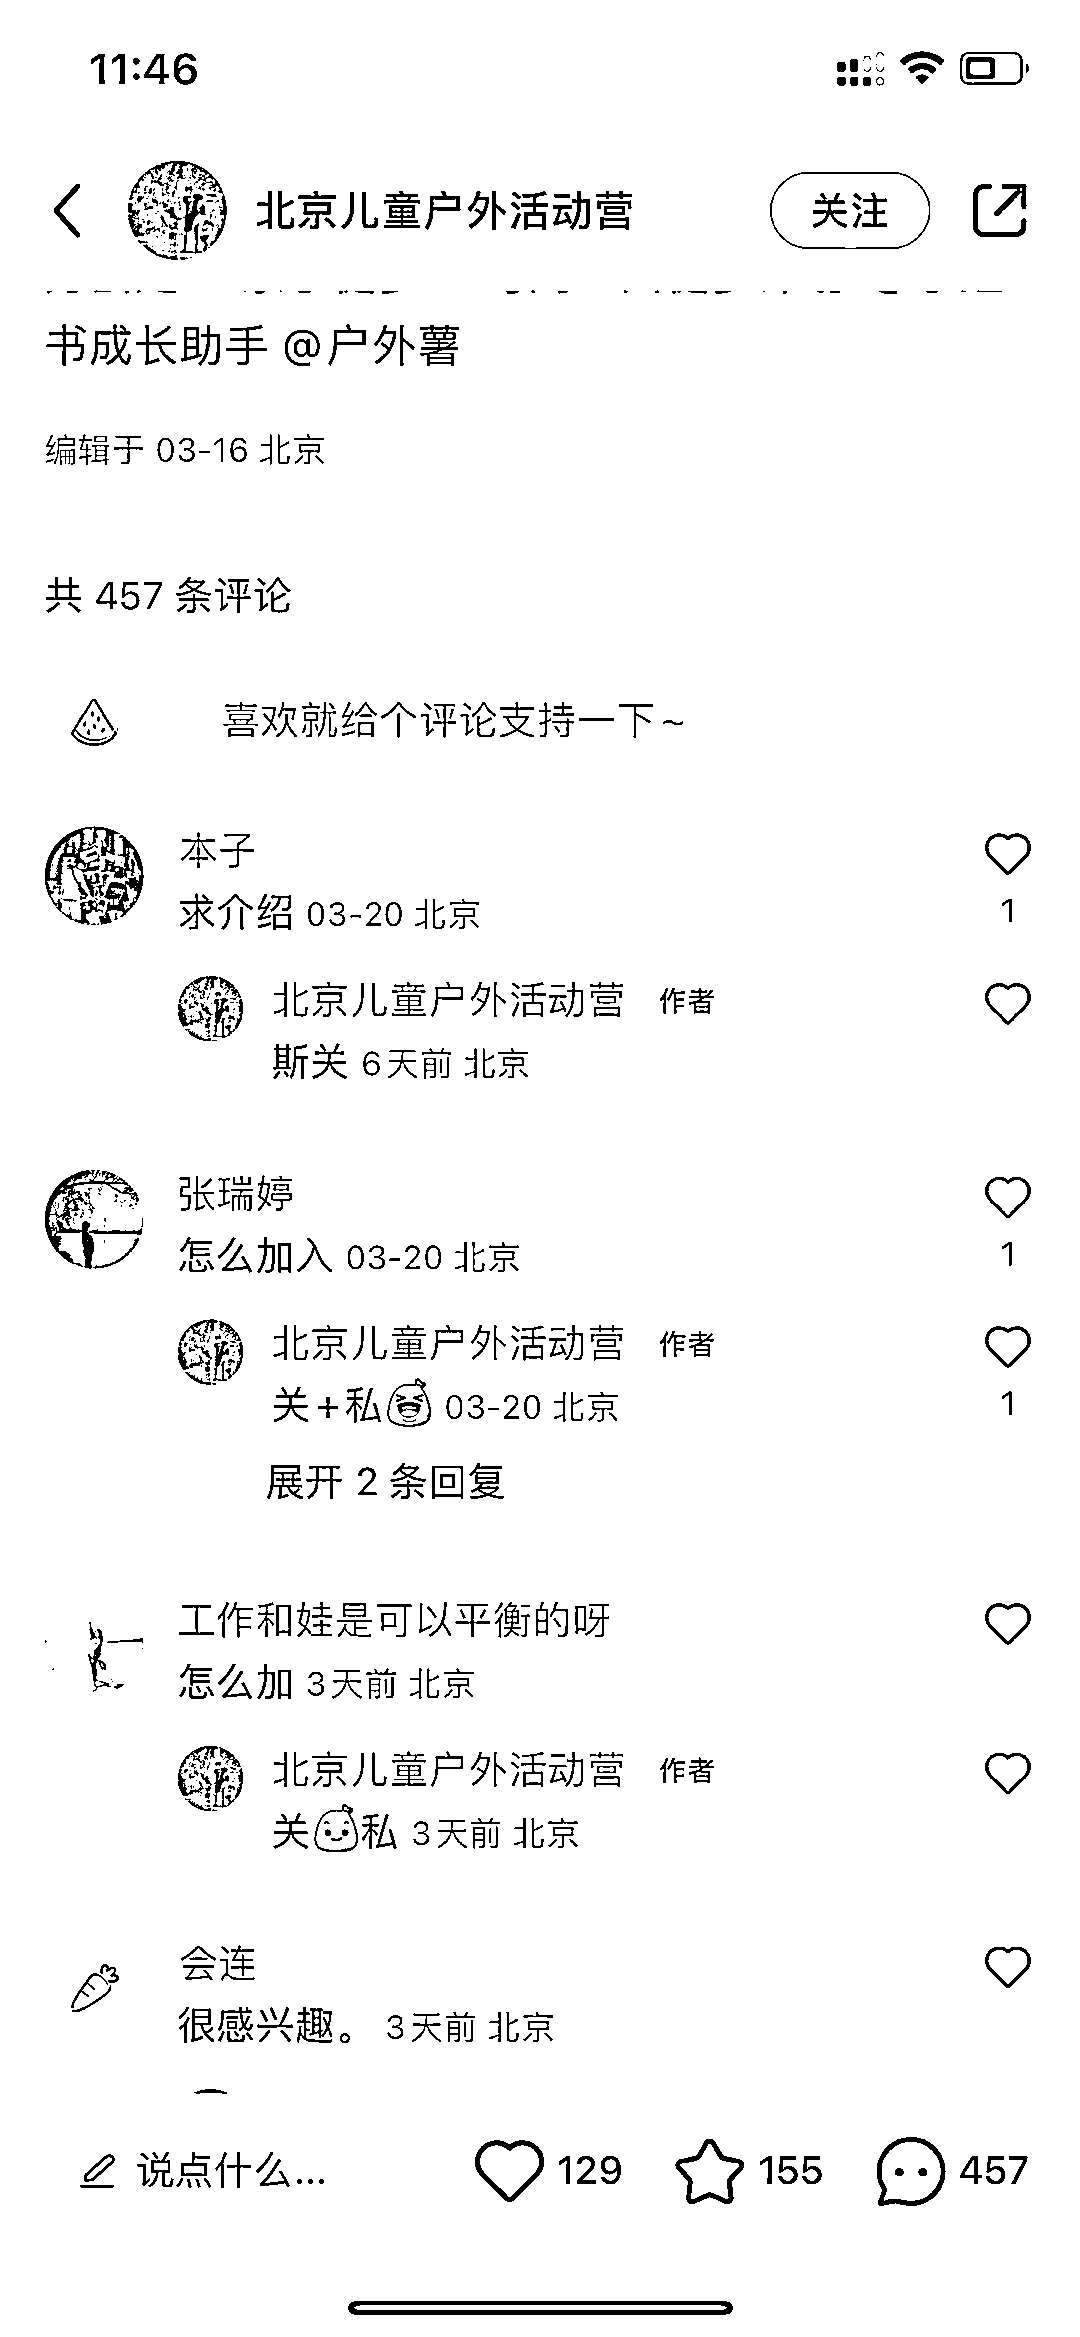 11:46
北京儿童户外活动营 关注
书成长助手 @户外薯
编辑于 03-16 北京
共 457 条评论
喜欢就给个评论支持一下~
本子
求介绍 03-20 北京
1
北京儿童户外活动营 作者
斯关 6天前 北京
张瑞婷
怎么加入 03-20 北京
1
北京儿童户外活动营 作者
关+私 03-20 北京
1
展开 2 条回复
工作和娃是可以平衡的呀
怎么加 3天前 北京
北京儿童户外活动营 作者
关私 3天前 北京
会连
很感兴趣。 3天前 北京
说点什么... 129 155 457